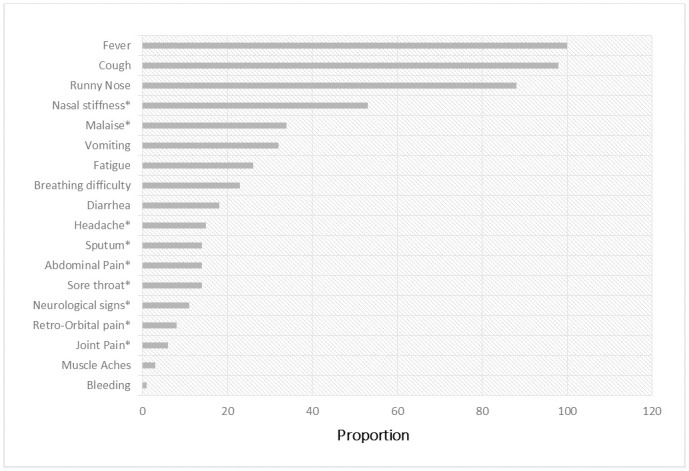 Fever
Cough
Runny Nose
Nasal stiffness*
Malaise*
Vomiting
Fatigue
Breathing difficulty
Diarrhea
Headache*
Sputum*
Abdominal Pain*
Sore throat*
Neurological signs*
Retro-Orbital pain*
Joint Pain*
Muscle Aches
Bleeding
0 20 40 60 80 100 120
Proportion